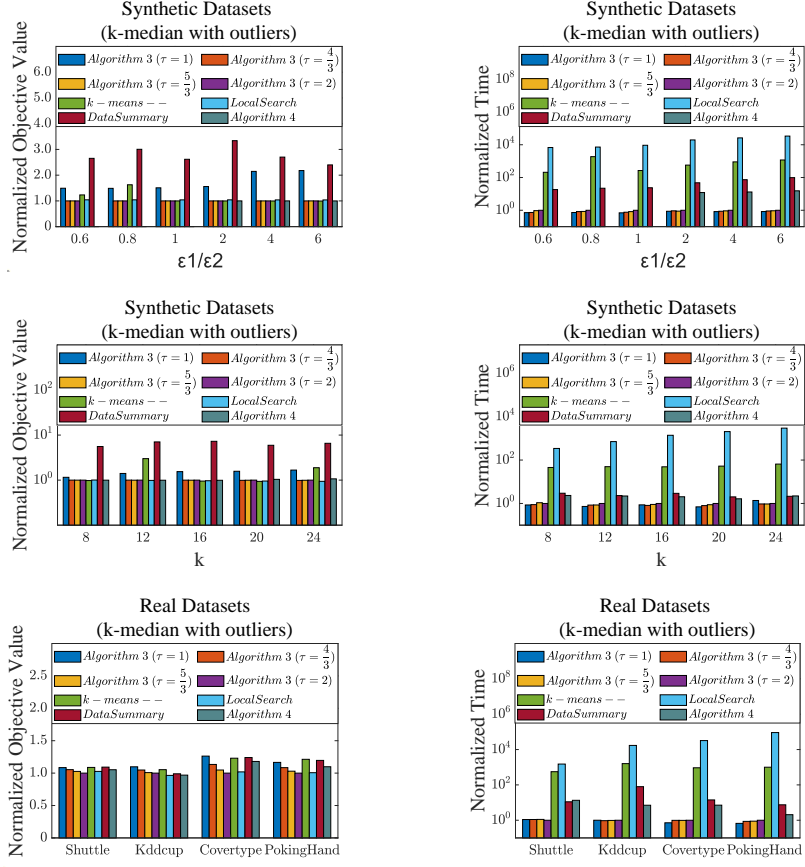 Synthetic Datasets
(k-median with outliers)
Normalized Objective Value
6.0
5.0
4.0
3.0
2.0
1.0
0
Algorithm 3 (τ = 1)
Algorithm 3 (τ = 4/3)
Algorithm 3 (τ = 5/3)
Algorithm 3 (τ = 2)
k − means − −
LocalSearch
DataSummary
Algorithm 4
0.6 0.8 1 2 4 6
ε1/ε2
Synthetic Datasets
(k-median with outliers)
Normalized Time
10^8
10^6
10^4
10^2
10^0
Algorithm 3 (τ = 1)
Algorithm 3 (τ = 4/3)
Algorithm 3 (τ = 5/3)
Algorithm 3 (τ = 2)
k − means − −
LocalSearch
DataSummary
Algorithm 4
0.6 0.8 1 2 4 6
ε1/ε2
Synthetic Datasets
(k-median with outliers)
Normalized Objective Value
10^2
10^1
10^0
Algorithm 3 (τ = 1)
Algorithm 3 (τ = 4/3)
Algorithm 3 (τ = 5/3)
Algorithm 3 (τ = 2)
k − means − −
LocalSearch
DataSummary
Algorithm 4
8 12 16 20 24
k
Synthetic Datasets
(k-median with outliers)
Normalized Time
10^6
10^4
10^2
10^0
Algorithm 3 (τ = 1)
Algorithm 3 (τ = 4/3)
Algorithm 3 (τ = 5/3)
Algorithm 3 (τ = 2)
k − means − −
LocalSearch
DataSummary
Algorithm 4
8 12 16 20 24
k
Real Datasets
(k-median with outliers)
Normalized Objective Value
2.5
2.0
1.5
1.0
0.5
0
Algorithm 3 (τ = 1)
Algorithm 3 (τ = 4/3)
Algorithm 3 (τ = 5/3)
Algorithm 3 (τ = 2)
k − means − −
LocalSearch
DataSummary
Algorithm 4
Shuttle Kddcup Covertype PokingHand
Real Datasets
(k-median with outliers)
Normalized Time
10^8
10^6
10^4
10^2
10^0
Algorithm 3 (τ = 1)
Algorithm 3 (τ = 4/3)
Algorithm 3 (τ = 5/3)
Algorithm 3 (τ = 2)
k − means − −
LocalSearch
DataSummary
Algorithm 4
Shuttle Kddcup Covertype PokingHand